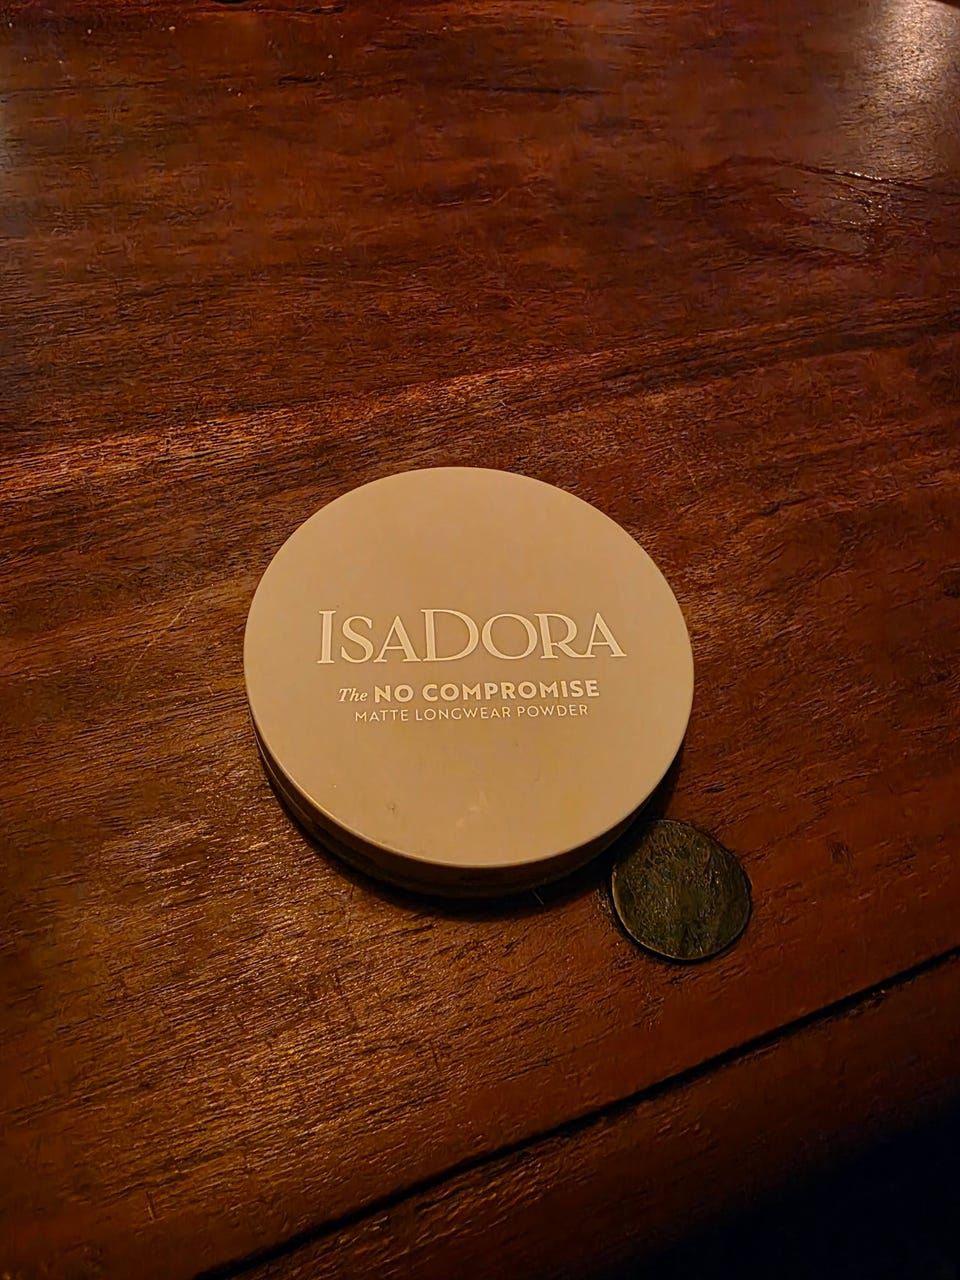 ISADORA
The NO COMPROMISE
MATTE LONGWEAR POWDER